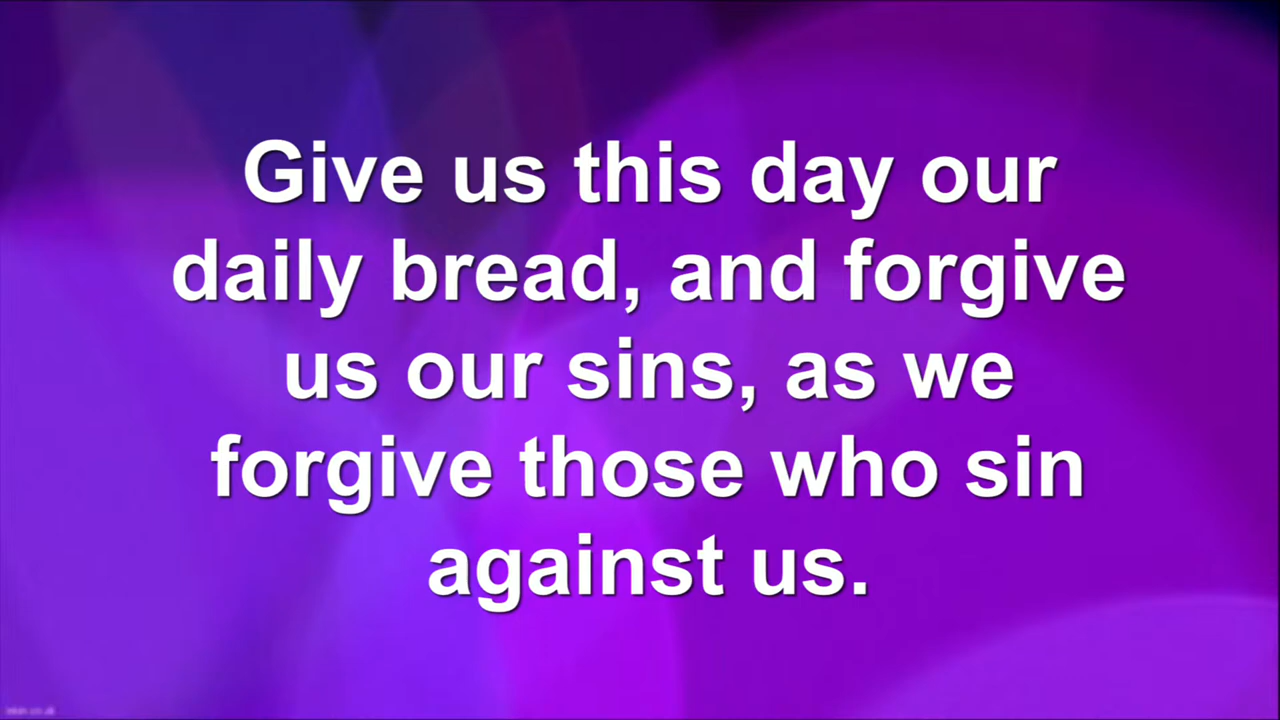 Give us this day our
daily bread, and forgive
us our sins, as we
forgive those who sin
against us.